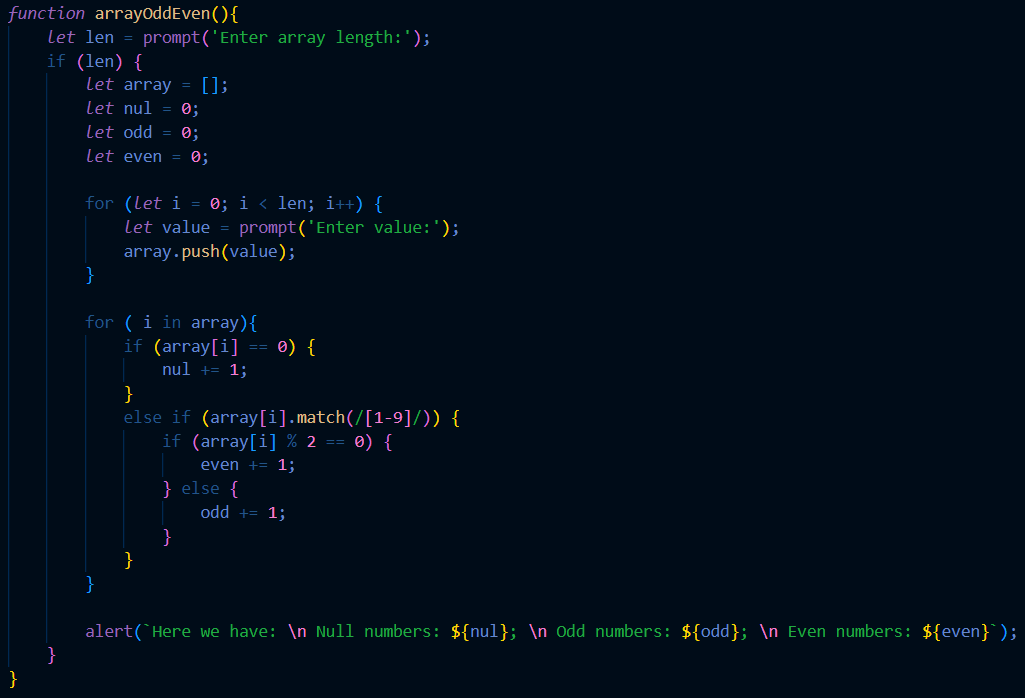 function arrayOddEven(){
    let len = prompt('Enter array length:');
    if (len) {
        let array = [];
        let nul = 0;
        let odd = 0;
        let even = 0;

        for (let i = 0; i < len; i++) {
            let value = prompt('Enter value:');
            array.push(value);
        }

        for ( i in array){
            if (array[i] == 0) {
                nul += 1;
            }
            else if (array[i].match(/[1-9]/)) {
                if (array[i] % 2 == 0) {
                    even += 1;
                } else {
                    odd += 1;
                }
            }
        }

        alert(`Here we have: \n Null numbers: ${nul}; \n Odd numbers: ${odd}; \n Even numbers: ${even}`);
    }
}